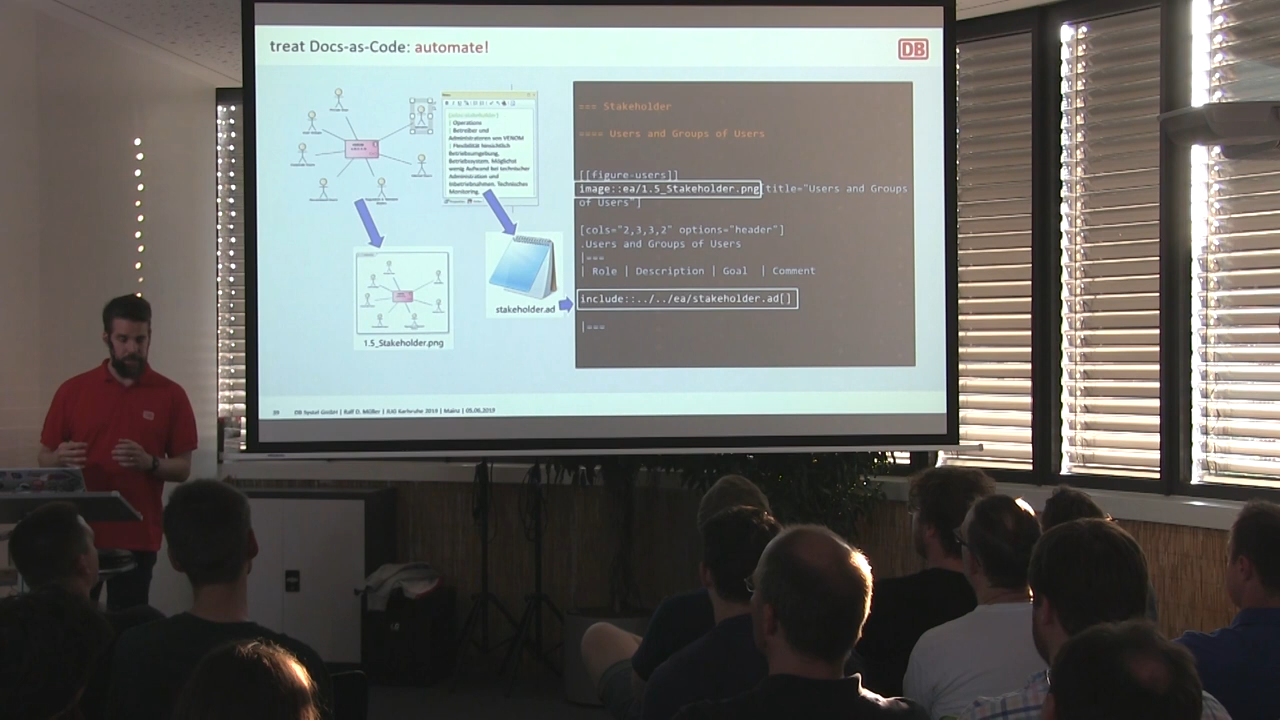 treat Docs-as-Code: automate!
DB
[role=stakeholder]
| Operations
| Betreiber und
Administratoren von VENOM
| Flexibilität hinsichtlich
Betriebsumgebung,
Betriebssystem. Möglichst
wenig Aufwand bei technischer
Administration und
Inbetriebnahmen. Technisches
Monitoring.
1.5_Stakeholder.png
stakeholder.ad
=== Stakeholder
==== Users and Groups of Users
[[figure-users]]
image::ea/1.5_Stakeholder.png[title="Users and Groups
of Users"]
[cols="2,3,3,2" options="header"]
.Users and Groups of Users
|===
| Role | Description | Goal | Comment
include::../../ea/stakeholder.ad[]
|===
39 DB Systel GmbH | Ralf D. Müller | JUG Karlsruhe 2019 | Mainz | 05.06.2019